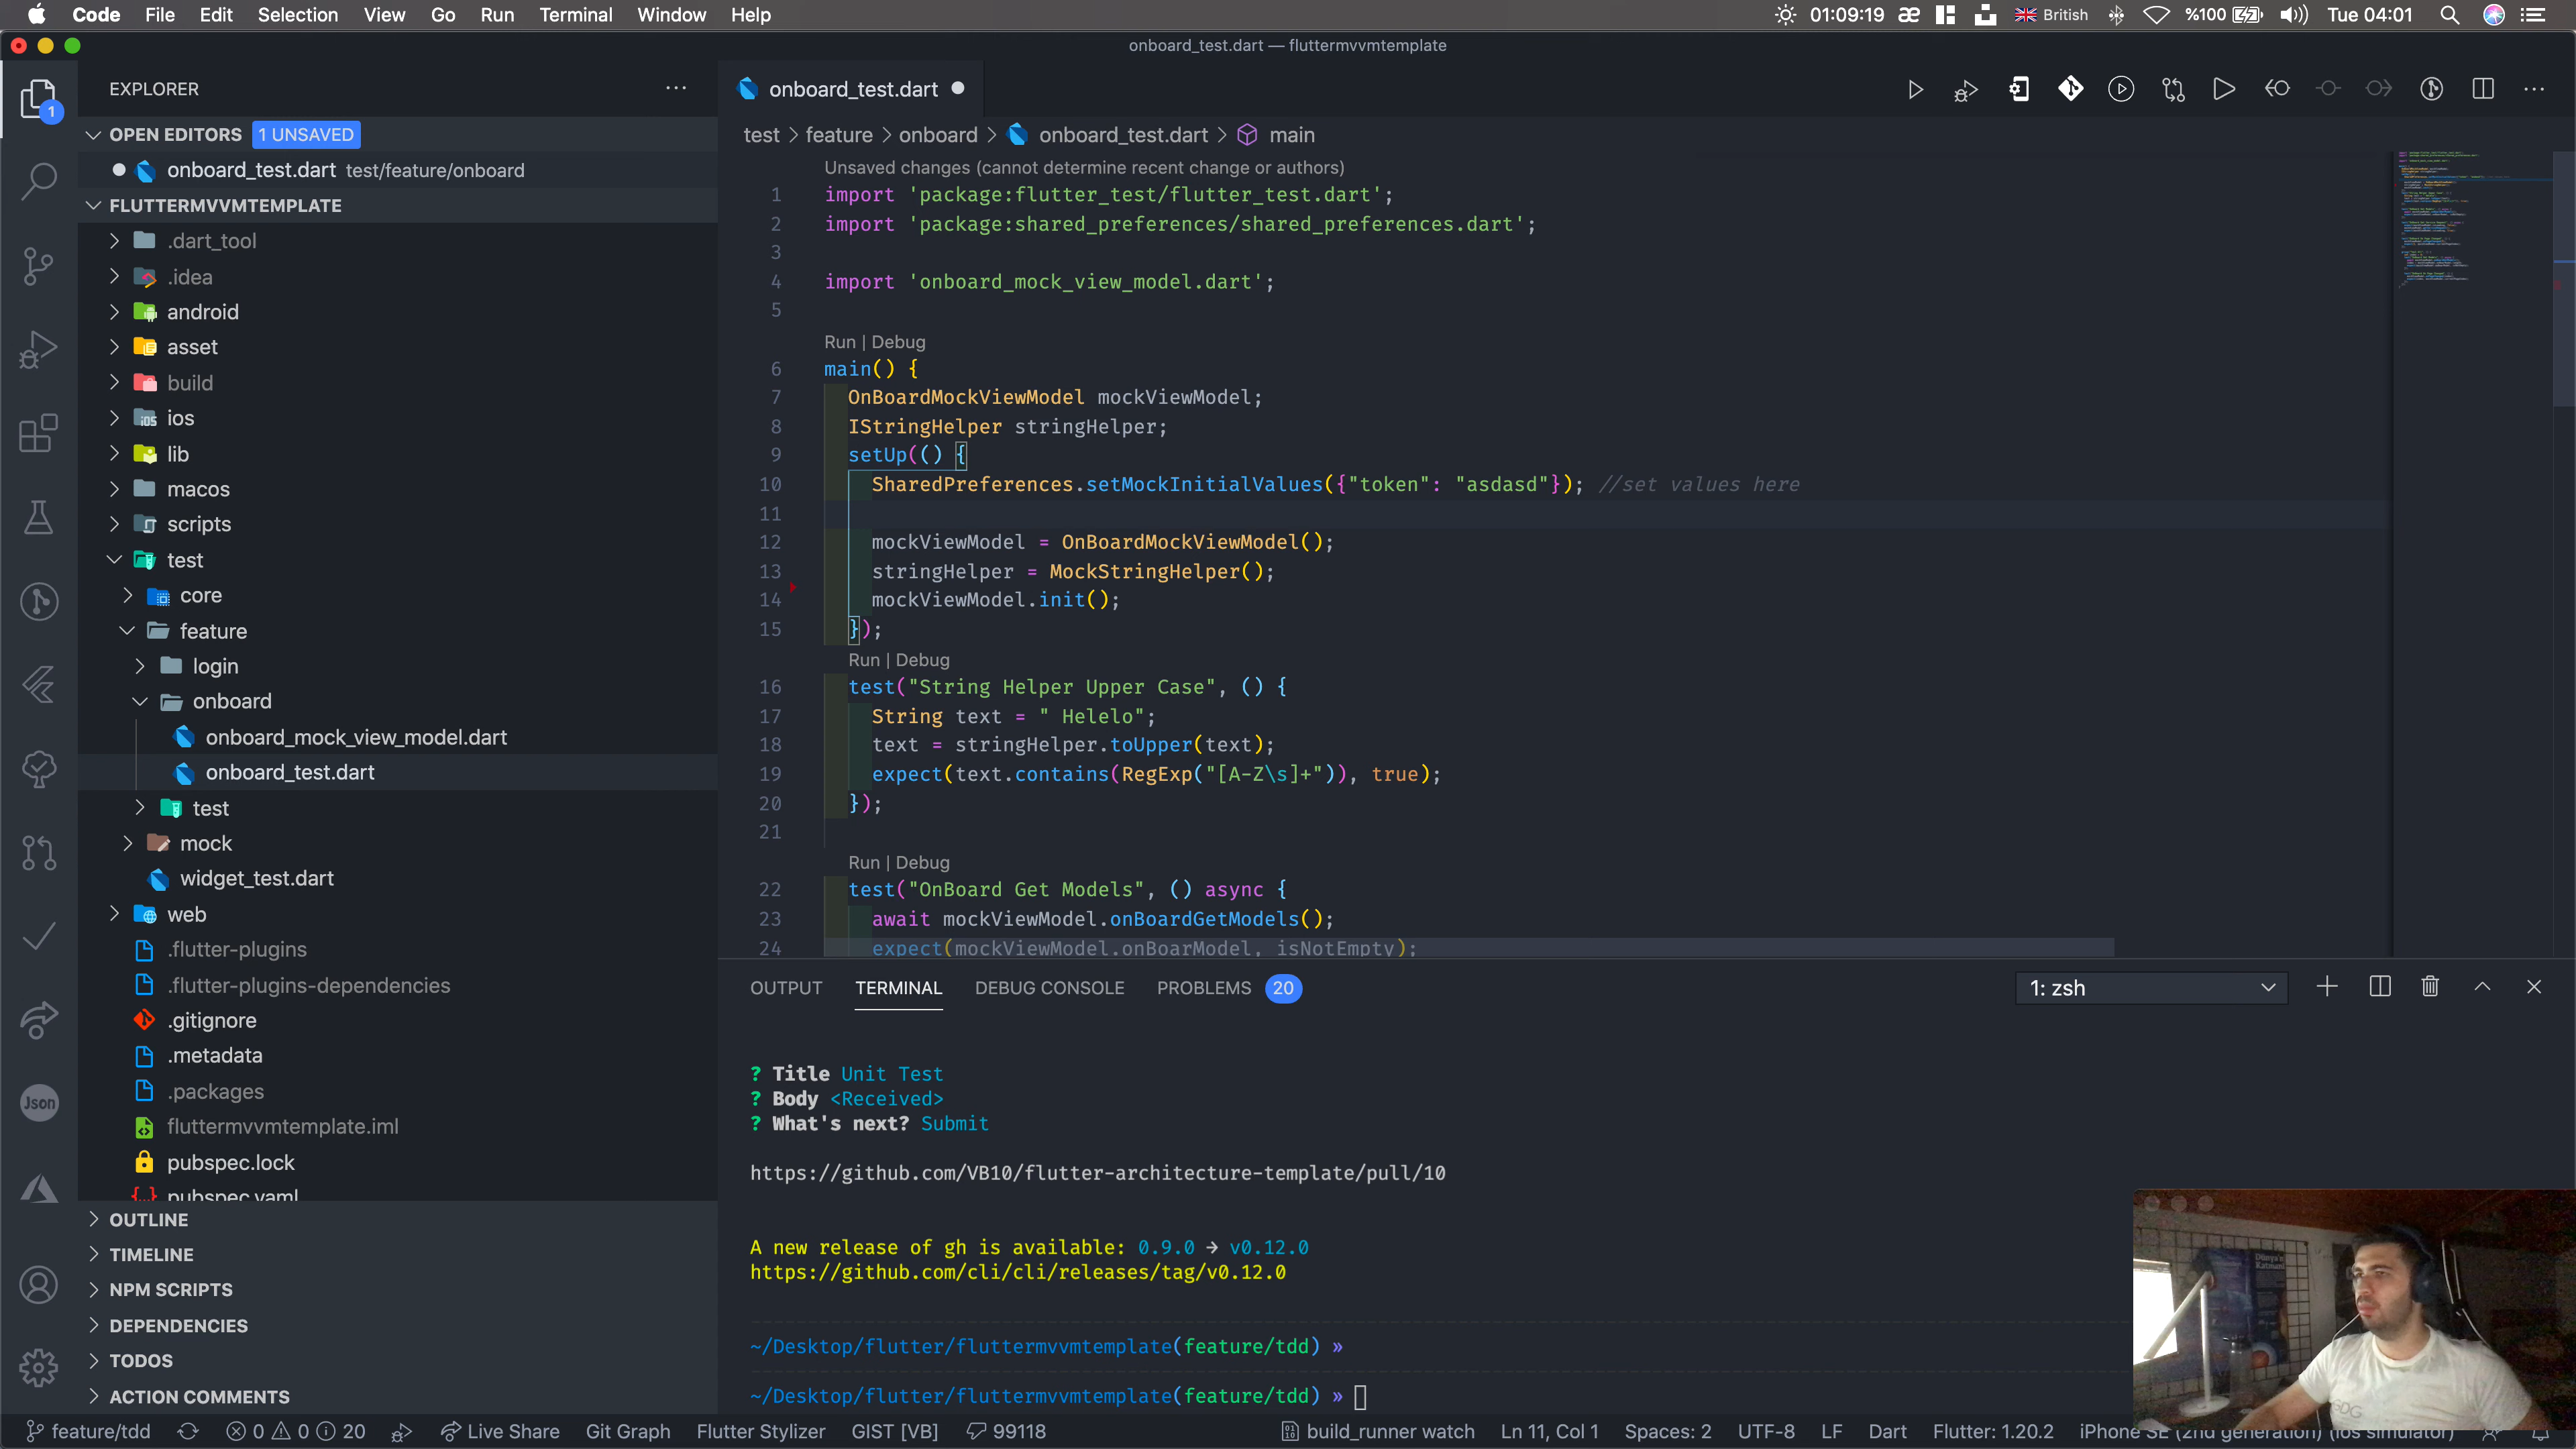 Code File Edit Selection View Go Run Terminal Window Help
01:09:19 British %100 Tue 04:01
onboard_test.dart — fluttermvvmtemplate
EXPLORER
OPEN EDITORS 1 UNSAVED
onboard_test.dart test/feature/onboard
FLUTTERMVVMTEMPLATE
.dart_tool
.idea
android
asset
build
ios
lib
macos
scripts
test
core
feature
login
onboard
onboard_mock_view_model.dart
onboard_test.dart
test
mock
widget_test.dart
web
.flutter-plugins
.flutter-plugins-dependencies
.gitignore
.metadata
.packages
fluttermvvmtemplate.iml
pubspec.lock
pubspec.yaml
OUTLINE
TIMELINE
NPM SCRIPTS
DEPENDENCIES
TODOS
ACTION COMMENTS
1
Json
onboard_test.dart
test > feature > onboard > onboard_test.dart > main
Unsaved changes (cannot determine recent change or authors)
1 import 'package:flutter_test/flutter_test.dart';
2 import 'package:shared_preferences/shared_preferences.dart';
3
4 import 'onboard_mock_view_model.dart';
5
Run | Debug
6 main() {
7 OnBoardMockViewModel mockViewModel;
8 IStringHelper stringHelper;
9 setUp(() {
10 SharedPreferences.setMockInitialValues({"token": "asdasd"}); //set values here
11
12 mockViewModel = OnBoardMockViewModel();
13 stringHelper = MockStringHelper();
14 mockViewModel.init();
15 });
Run | Debug
16 test("String Helper Upper Case", () {
17 String text = " Helelo";
18 text = stringHelper.toUpper(text);
19 expect(text.contains(RegExp("[A-Z\s]+")), true);
20 });
21
Run | Debug
22 test("OnBoard Get Models", () async {
23 await mockViewModel.onBoardGetModels();
24 expect(mockViewModel.onBoarModel, isNotEmpty);
OUTPUT TERMINAL DEBUG CONSOLE PROBLEMS 20
1: zsh
? Title Unit Test
? Body <Received>
? What's next? Submit
https://github.com/VB10/flutter-architecture-template/pull/10
A new release of gh is available: 0.9.0 → v0.12.0
https://github.com/cli/cli/releases/tag/v0.12.0
~/Desktop/flutter/fluttermvvmtemplate(feature/tdd) »
~/Desktop/flutter/fluttermvvmtemplate(feature/tdd) »
feature/tdd 0 0 20 Live Share Git Graph Flutter Stylizer GIST [VB] 99118 build_runner watch Ln 11, Col 1 Spaces: 2 UTF-8 LF Dart Flutter: 1.20.2 iPhone SE (2nd generation) (ios simulator)